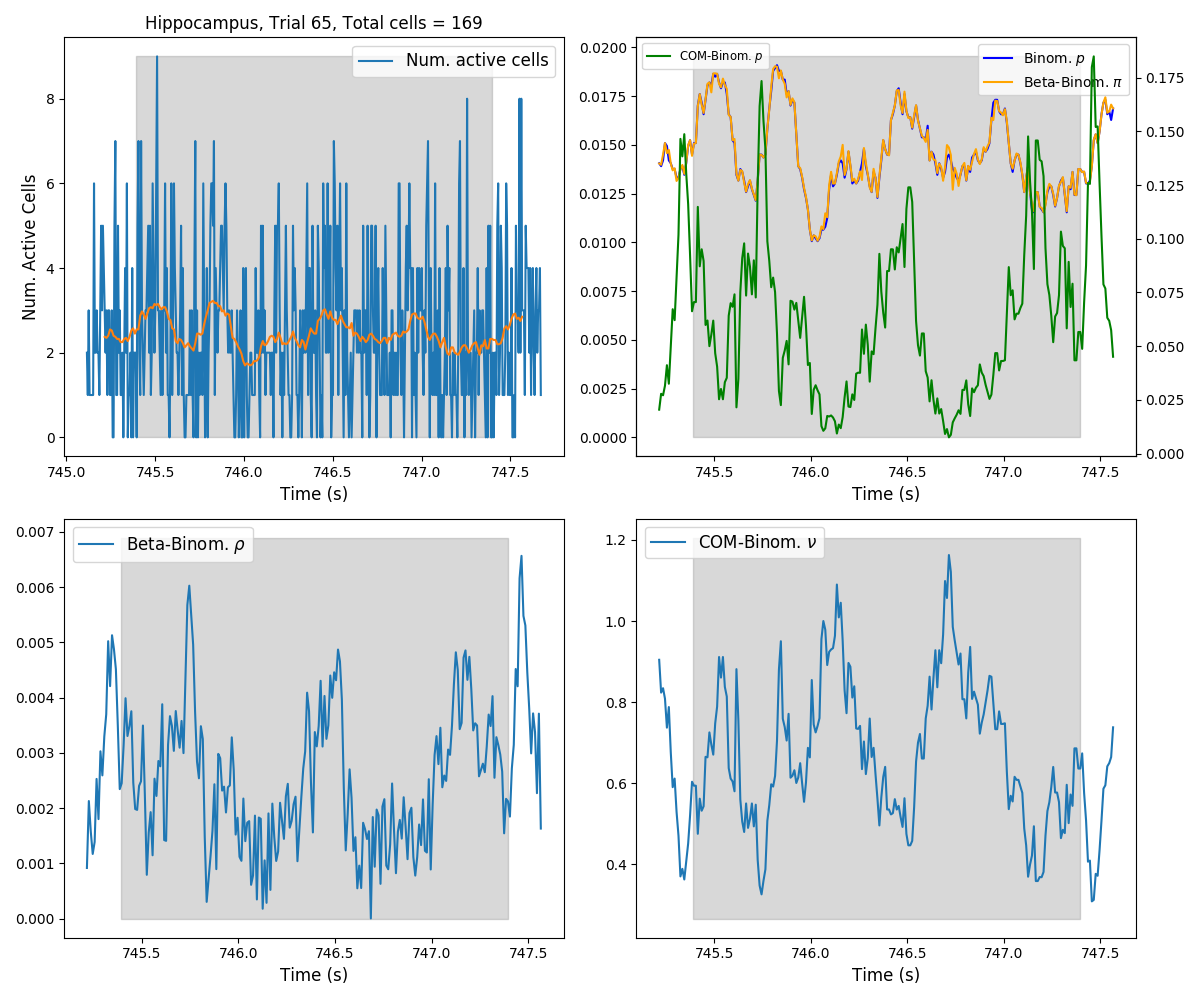 Hippocampus, Trial 65, Total cells = 169
Num. active cells
Num. Active Cells
8
6
4
2
0
745.0 745.5 746.0 746.5 747.0 747.5
Time (s)
COM-Binom. p
Binom. p
Beta-Binom. π
0.0200
0.0175
0.0150
0.0125
0.0100
0.0075
0.0050
0.0025
0.0000
0.175
0.150
0.125
0.100
0.075
0.050
0.025
0.000
745.5 746.0 746.5 747.0 747.5
Time (s)
Beta-Binom. ρ
0.007
0.006
0.005
0.004
0.003
0.002
0.001
0.000
745.5 746.0 746.5 747.0 747.5
Time (s)
COM-Binom. ν
1.2
1.0
0.8
0.6
0.4
745.5 746.0 746.5 747.0 747.5
Time (s)